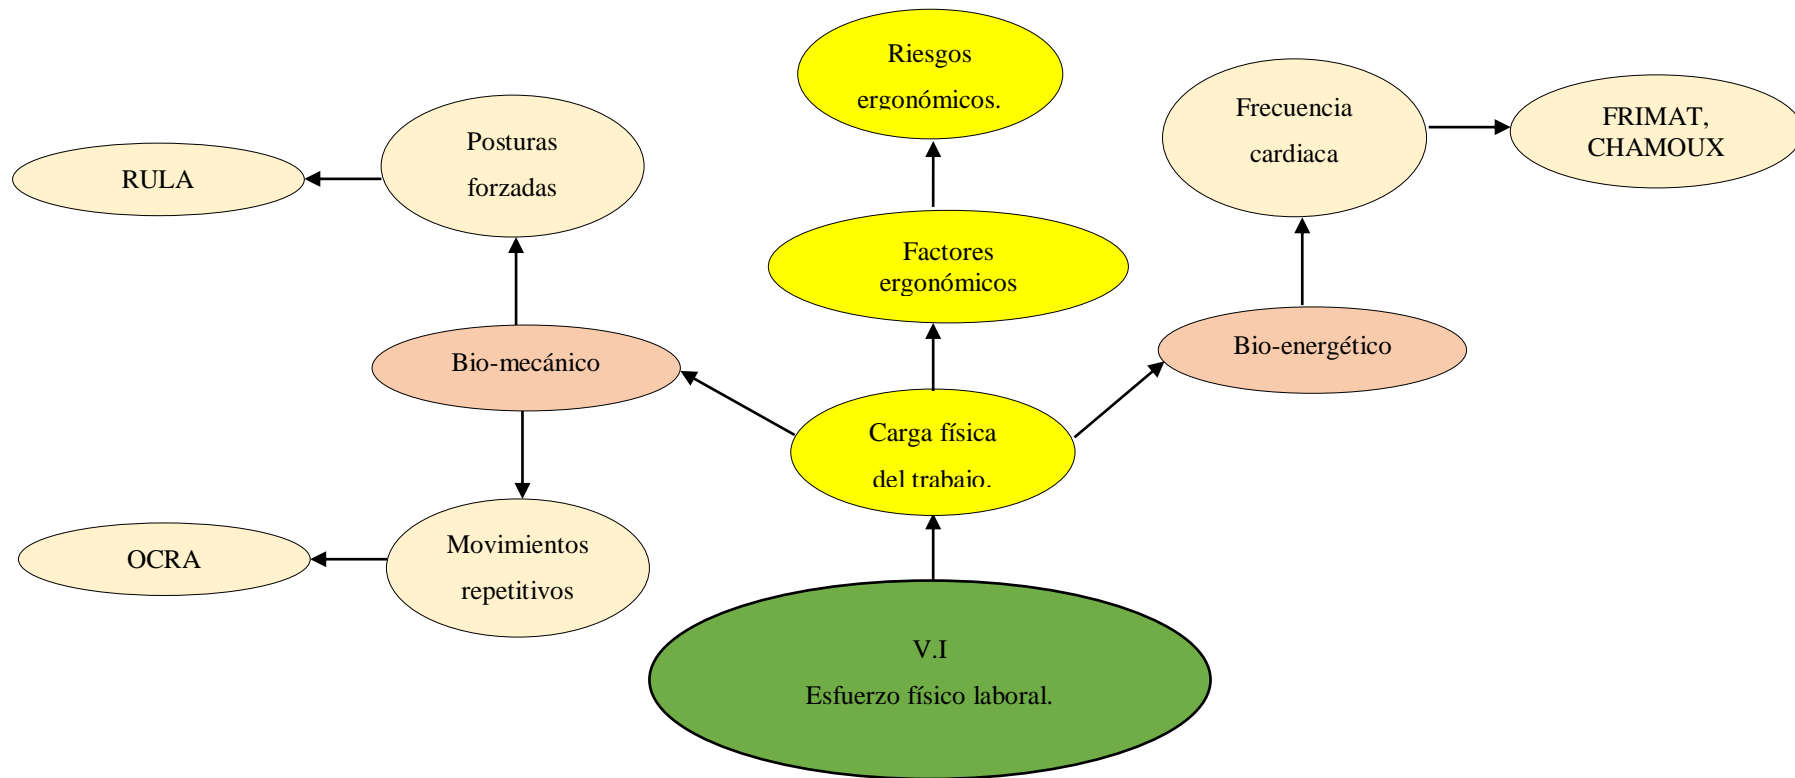 Riesgos
ergonómicos.
Posturas
forzadas
Frecuencia
cardiaca
FRIMAT,
CHAMOUX
RULA
Factores
ergonómicos
Bio-mecánico
Bio-energético
Carga física
del trabajo.
Movimientos
repetitivos
OCRA
V.I
Esfuerzo físico laboral.